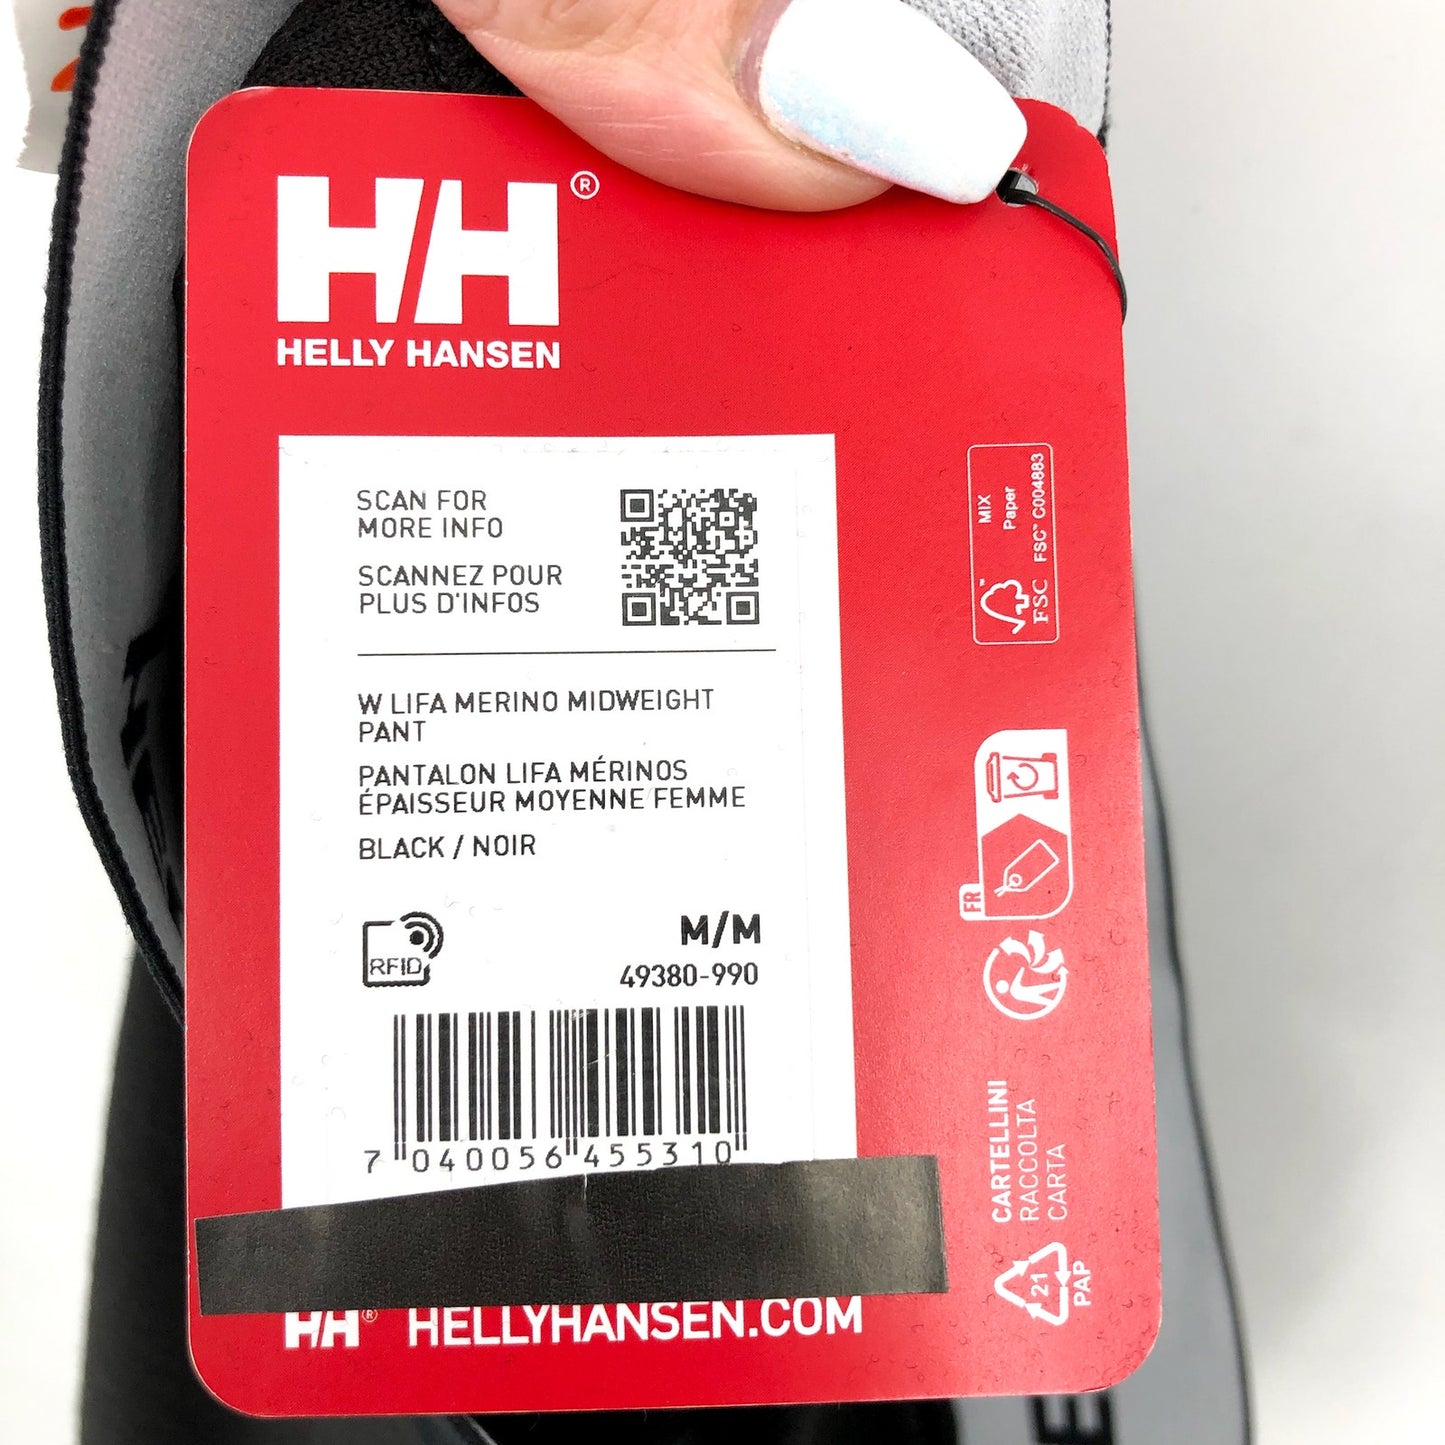 HH®
HELLY HANSEN
SCAN FOR
MORE INFO
SCANNEZ POUR
PLUS D'INFOS
W LIFA MERINO MIDWEIGHT
PANT
PANTALON LIFA MÉRINOS
ÉPAISSEUR MOYENNE FEMME
BLACK / NOIR
RFID
M/M
49380-990
7 040056 455310
HH® HELLYHANSEN.COM
MIX
Paper
FSC™ C004883
FSC™
FR
CARTELLINI
RACCOLTA
CARTA
21
PAP
E